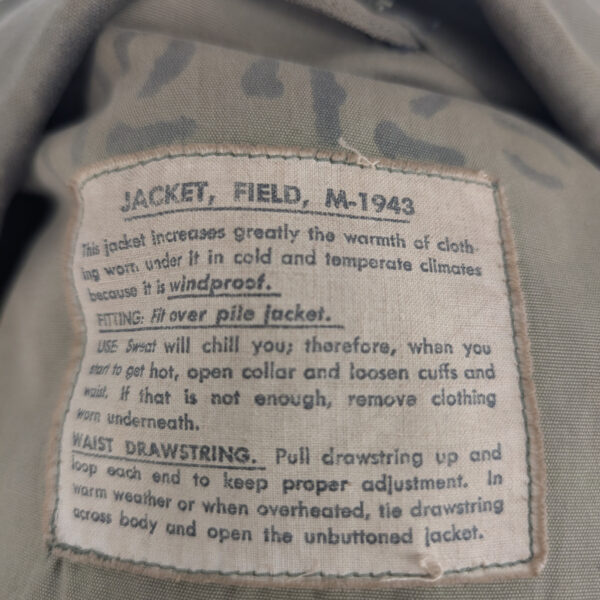 JACKET, FIELD, M-1943
This jacket increases greatly the warmth of cloth-
ing worn under it in cold and temperate climates
because it is windproof.
FITTING: Fit over pile jacket.
USE: Sweat will chill you; therefore, when you
start to get hot, open collar and loosen cuffs and
waist. If that is not enough, remove clothing
worn underneath.
WAIST DRAWSTRING. Pull drawstring up and
loop each end to keep proper adjustment. In
warm weather or when overheated, tie drawstring
across body and open the unbuttoned jacket.